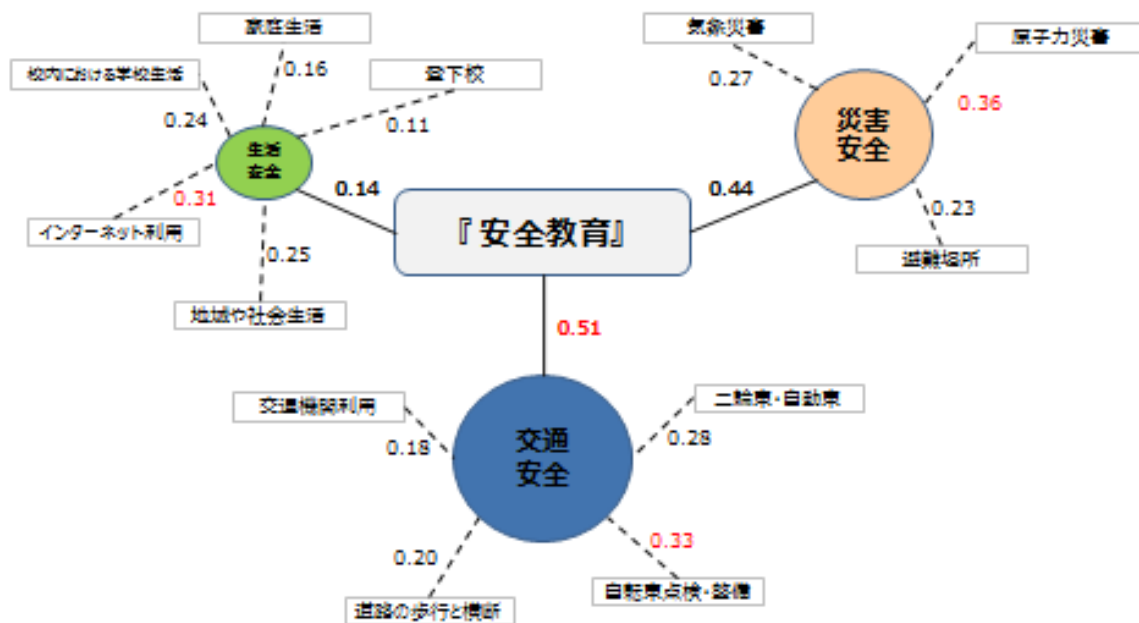 家庭生活
校内における学校生活
0.16
登下校
0.24
0.11
生活
安全
0.31
0.14
インターネット利用
0.25
地域や社会生活
気象災害
原子力災害
0.27
0.36
災害
安全
0.44
0.23
避難場所
『安全教育』
0.51
交通機関利用
二輪車・自動車
0.18
0.28
交通
安全
0.20
0.33
自転車点検・整備
道路の歩行と横断